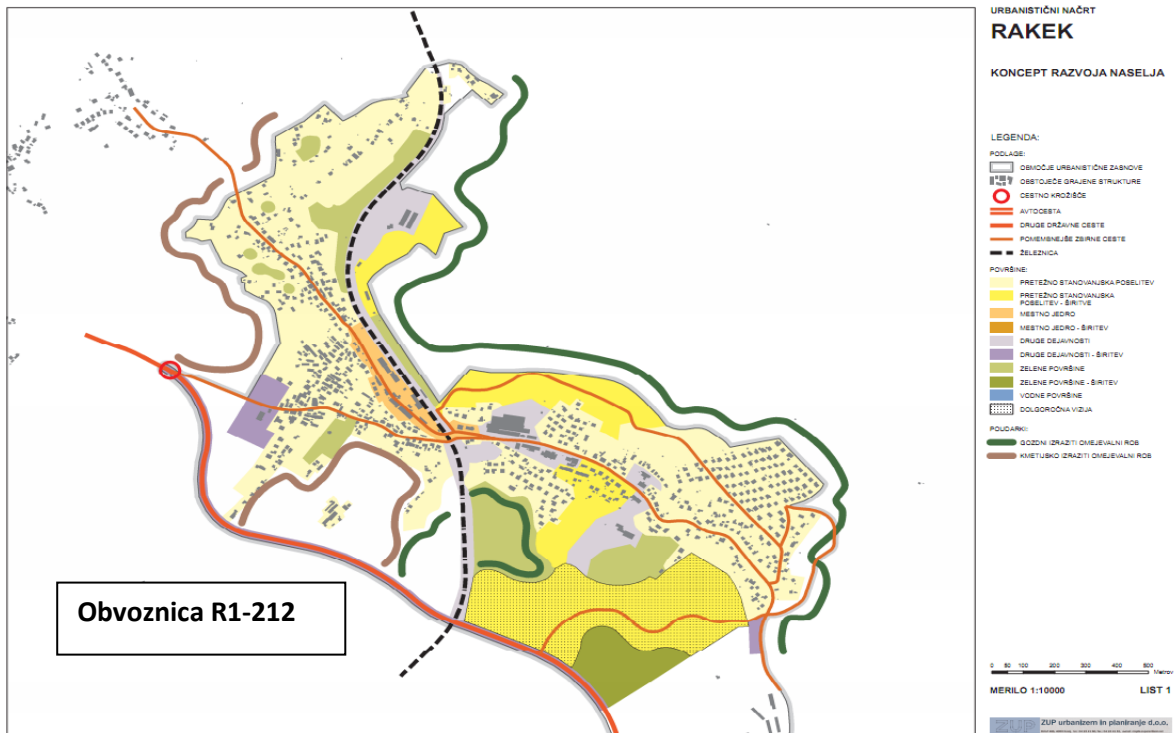 URBANISTIČNI NAČRT
RAKEK
KONCEPT RAZVOJA NASELJA
LEGENDA:
PODLAGE:
OBMOČJE URBANISTIČNE ZASNOVE
OBSTOJEČE GRAJENE STRUKTURE
CESTNO KROŽIŠČE
AVTOCESTA
DRUGE DRŽAVNE CESTE
POMEMBNEJŠE ZBIRNE CESTE
ŽELEZNICA
POVRŠINE:
PRETEŽNO STANOVANJSKA POSELITEV
PRETEŽNO STANOVANJSKA
POSELITEV - ŠIRITVE
MESTNO JEDRO
MESTNO JEDRO - ŠIRITEV
DRUGE DEJAVNOSTI
DRUGE DEJAVNOSTI - ŠIRITEV
ZELENE POVRŠINE
ZELENE POVRŠINE - ŠIRITEV
VODNE POVRŠINE
DOLGOROČNA VIZIJA
POUDARKI:
GOZDNI IZRAZITI OMEJEVALNI ROB
KMETIJSKO IZRAZITI OMEJEVALNI ROB
Obvoznica R1-212
0 50 100 200 300 400 500
Metrov
MERILO 1:10000 LIST 1
ZUP urbanizem in planiranje d.o.o.